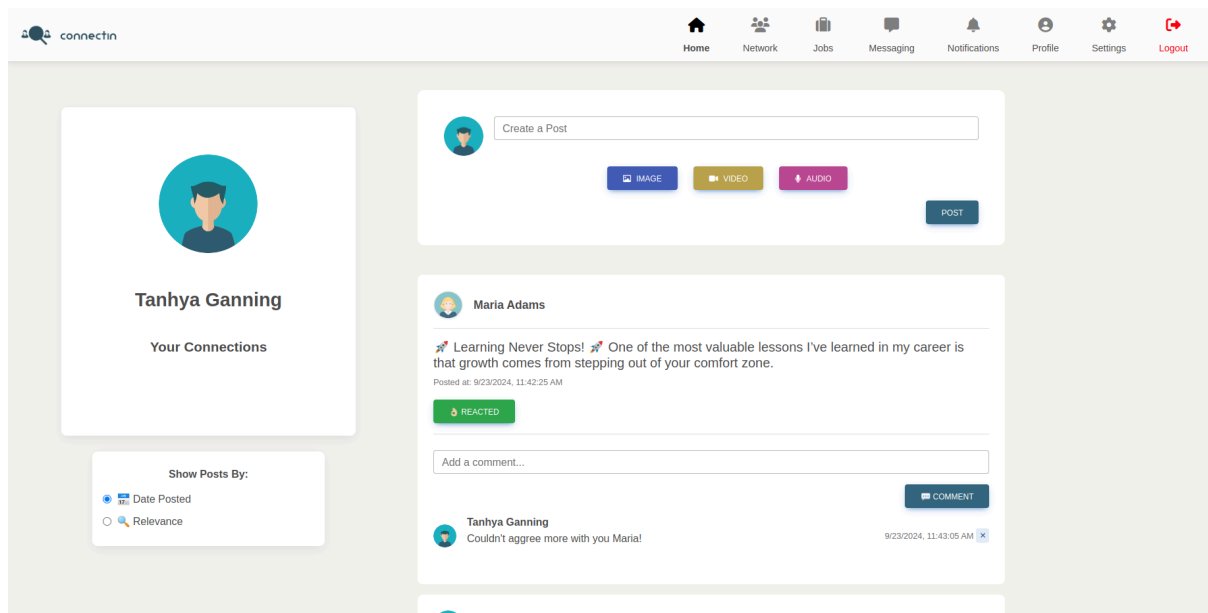 connectin
Home Network Jobs Messaging Notifications Profile Settings Logout
Create a Post
IMAGE VIDEO AUDIO
POST
Tanhya Ganning
Your Connections
Show Posts By:
Date Posted
Relevance
Maria Adams
🚀 Learning Never Stops! 🚀 One of the most valuable lessons I've learned in my career is
that growth comes from stepping out of your comfort zone.
Posted at: 9/23/2024, 11:42:25 AM
👌 REACTED
Add a comment...
COMMENT
Tanhya Ganning
Couldn't aggree more with you Maria!
9/23/2024, 11:43:05 AM ×